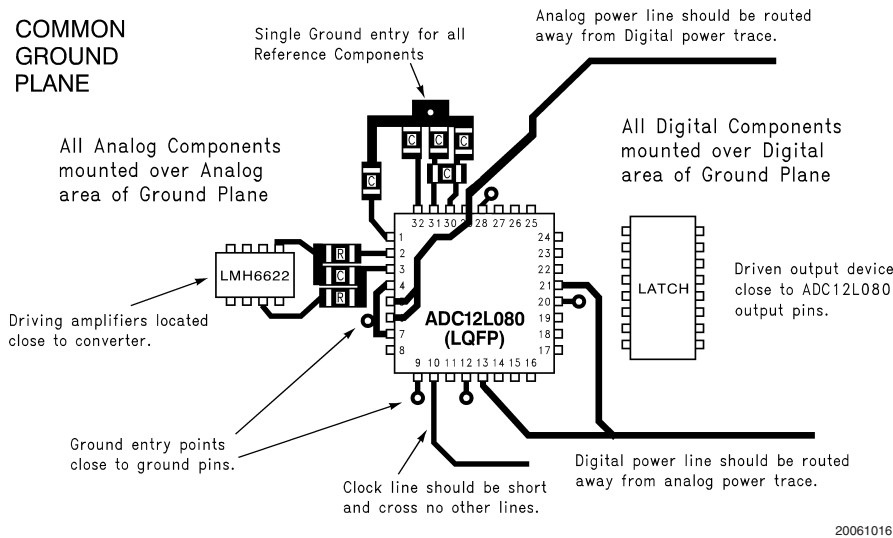 COMMON
GROUND
PLANE
Single Ground entry for all
Reference Components
Analog power line should be routed
away from Digital power trace.
All Analog Components
mounted over Analog
area of Ground Plane
All Digital Components
mounted over Digital
area of Ground Plane
C C C
C
C
32 31 30 29 28 27 26 25
1
2
3
4
7
8
24
23
22
21
20
19
18
17
R
C
R
LMH6622
LATCH
Driven output device
close to ADC12L080
output pins.
ADC12L080
(LQFP)
Driving amplifiers located
close to converter.
9 10 11 12 13 14 15 16
Ground entry points
close to ground pins.
Clock line should be short
and cross no other lines.
Digital power line should be routed
away from analog power trace.
20061016